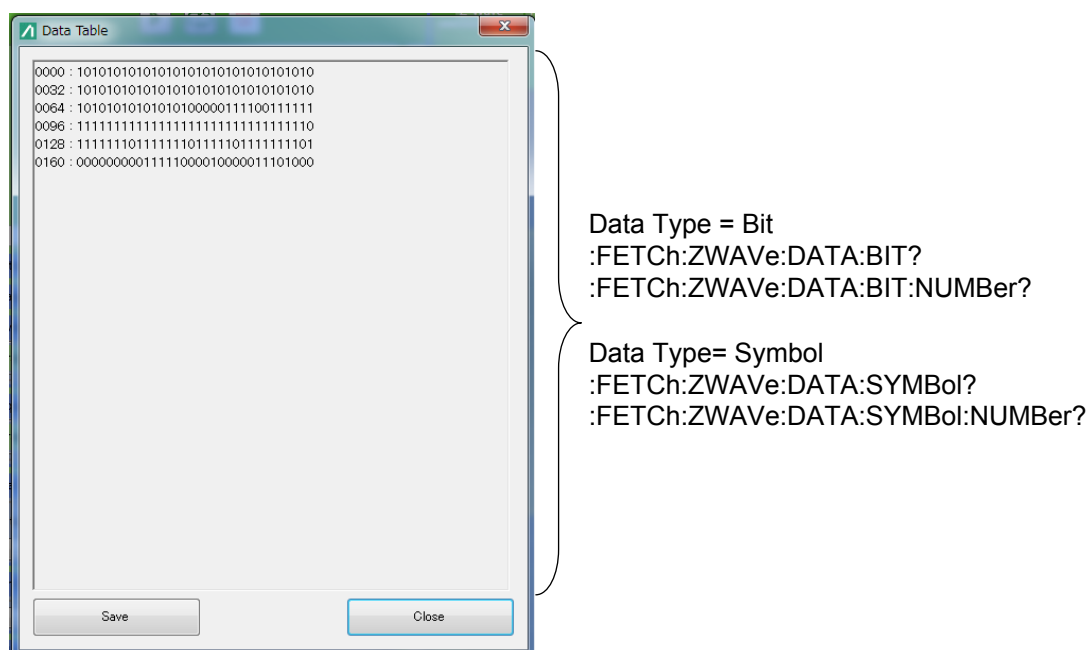 Data Table
0000 : 10101010101010101010101010101010
0032 : 10101010101010101010101010101010
0064 : 10101010101010100000111100111111
0096 : 11111111111111111111111111111110
0128 : 11111110111111110111110111111101
0160 : 00000000011111000010000011101000
Data Type = Bit
:FETCh:ZWAVe:DATA:BIT?
:FETCh:ZWAVe:DATA:BIT:NUMBer?
Data Type= Symbol
:FETCh:ZWAVe:DATA:SYMBol?
:FETCh:ZWAVe:DATA:SYMBol:NUMBer?
Save
Close